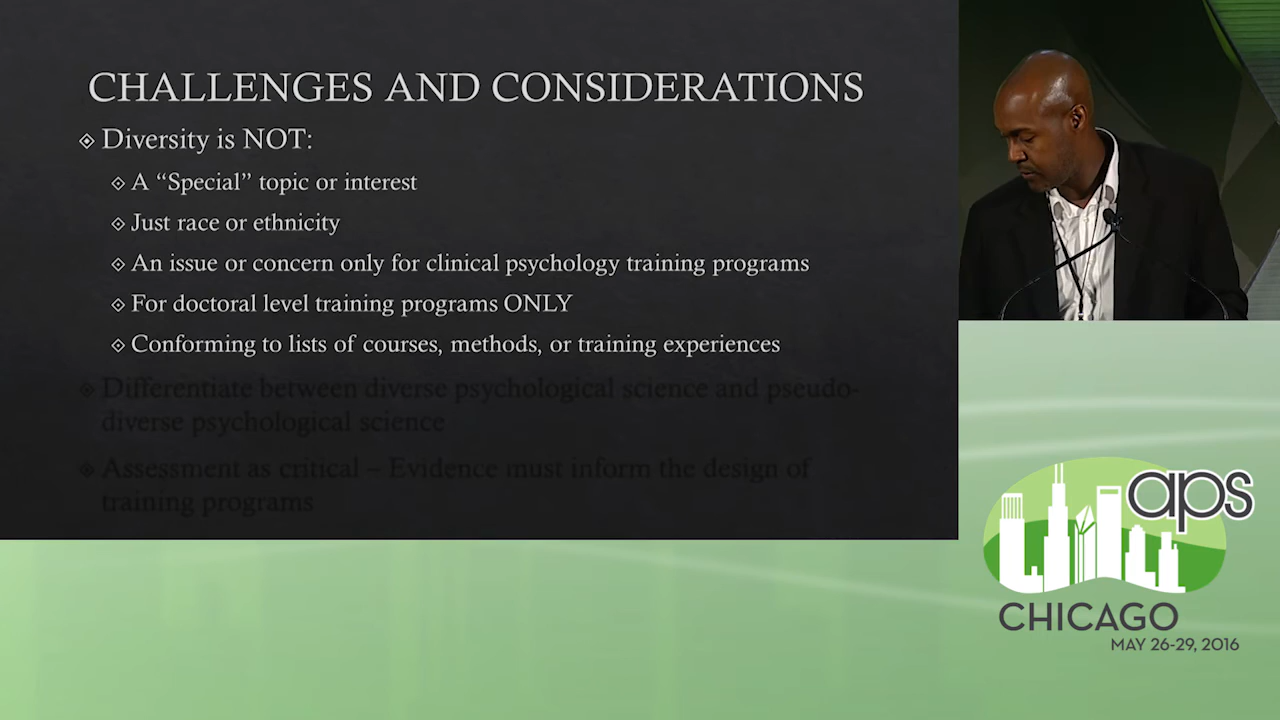 CHALLENGES AND CONSIDERATIONS
Diversity is NOT:
A “Special” topic or interest
Just race or ethnicity
An issue or concern only for clinical psychology training programs
For doctoral level training programs ONLY
Conforming to lists of courses, methods, or training experiences
Differentiate between diverse psychological science and pseudo-
diverse psychological science
Assessment as critical – Evidence must inform the design of
training programs
aps
CHICAGO
MAY 26-29, 2016